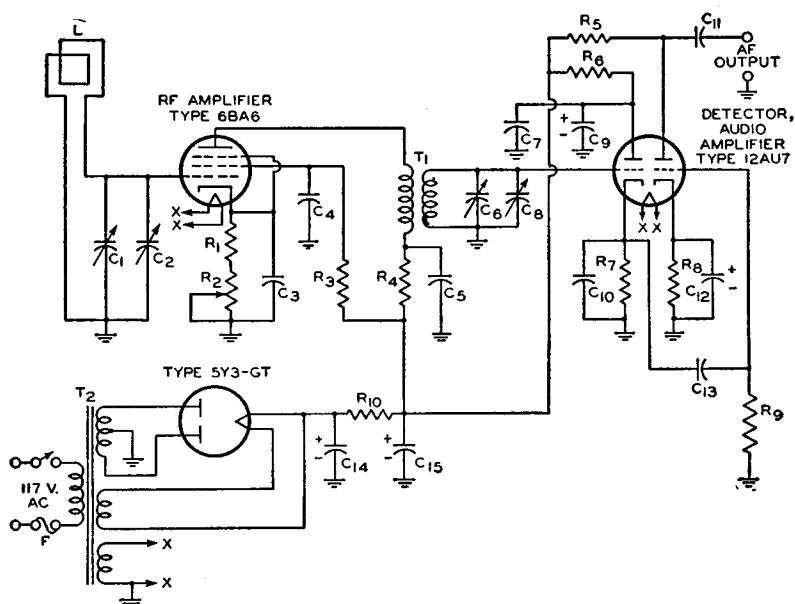 L
RF AMPLIFIER
TYPE 6BA6
R5
R6
C11
AF
OUTPUT
DETECTOR,
AUDIO
AMPLIFIER
TYPE 12AU7
C7
+
-
C9
T1
C4
C6
C8
X
X
C1
C2
R1
R2
C3
R3
R4
C5
X X
R7
C10
R8
C12
+
-
C13
R9
TYPE 5Y3-GT
T2
R10
+
-
C14
+
-
C15
117 V.
AC
F
X
X